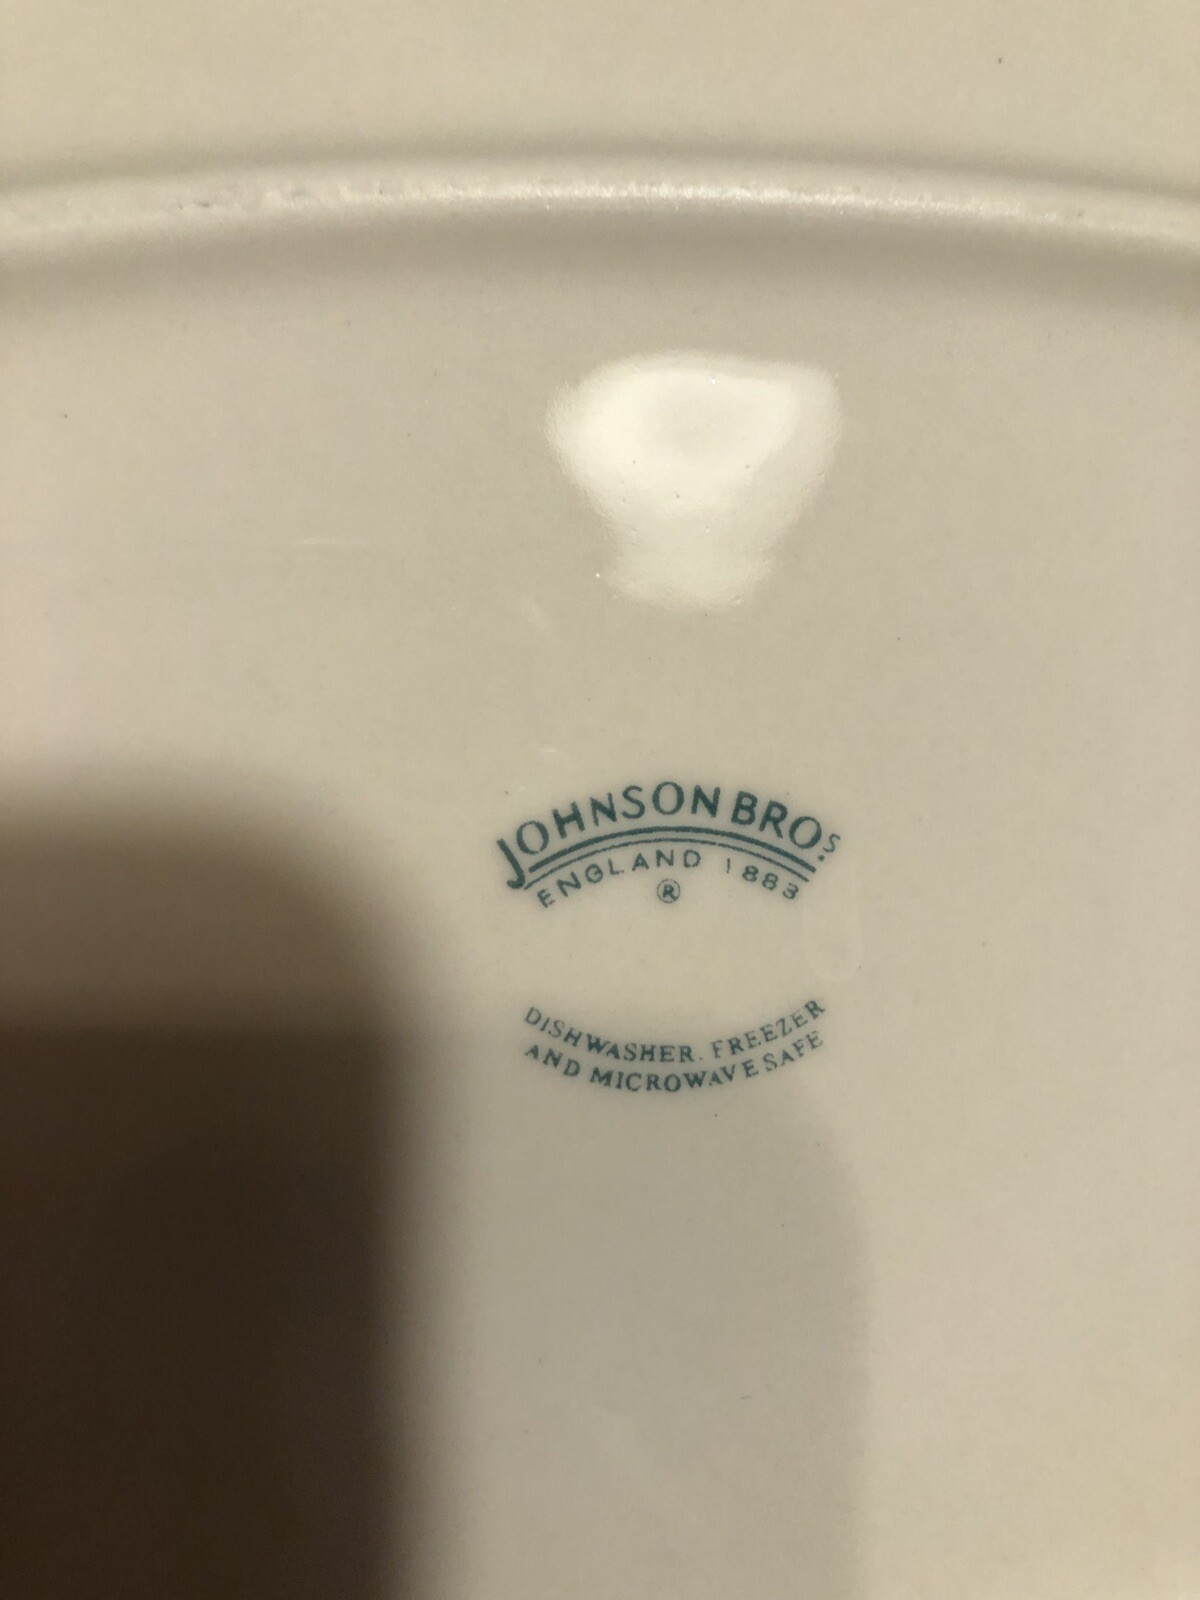 JOHNSON BROS
ENGLAND 1883
®
DISHWASHER, FREEZER
AND MICROWAVE SAFE